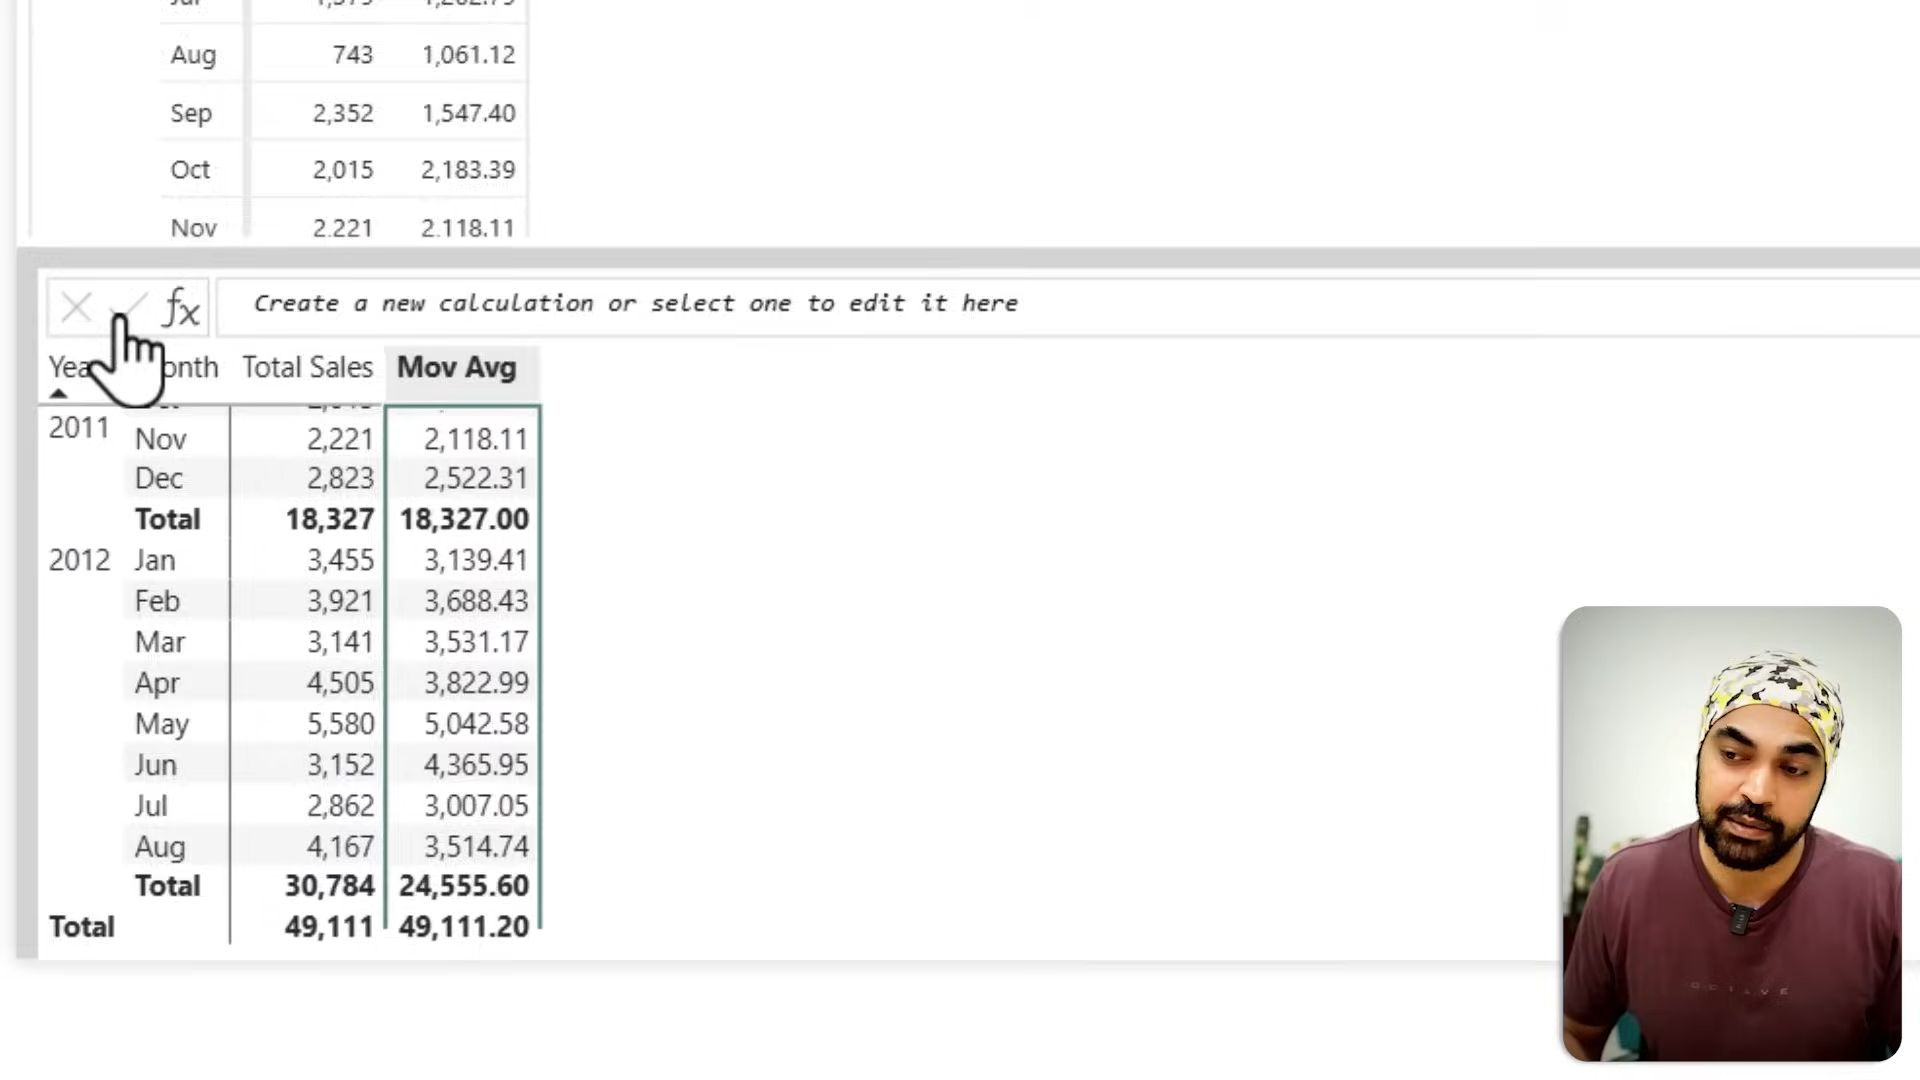 Aug 743 1,061.12
Sep 2,352 1,547.40
Oct 2,015 2,183.39
Nov 2,221 2,118.11
fx Create a new calculation or select one to edit it here
Total Sales Mov Avg
2011 Nov 2,221 2,118.11
Dec 2,823 2,522.31
Total 18,327 18,327.00
2012 Jan 3,455 3,139.41
Feb 3,921 3,688.43
Mar 3,141 3,531.17
Apr 4,505 3,822.99
May 5,580 5,042.58
Jun 3,152 4,365.95
Jul 2,862 3,007.05
Aug 4,167 3,514.74
Total 30,784 24,555.60
Total 49,111 49,111.20